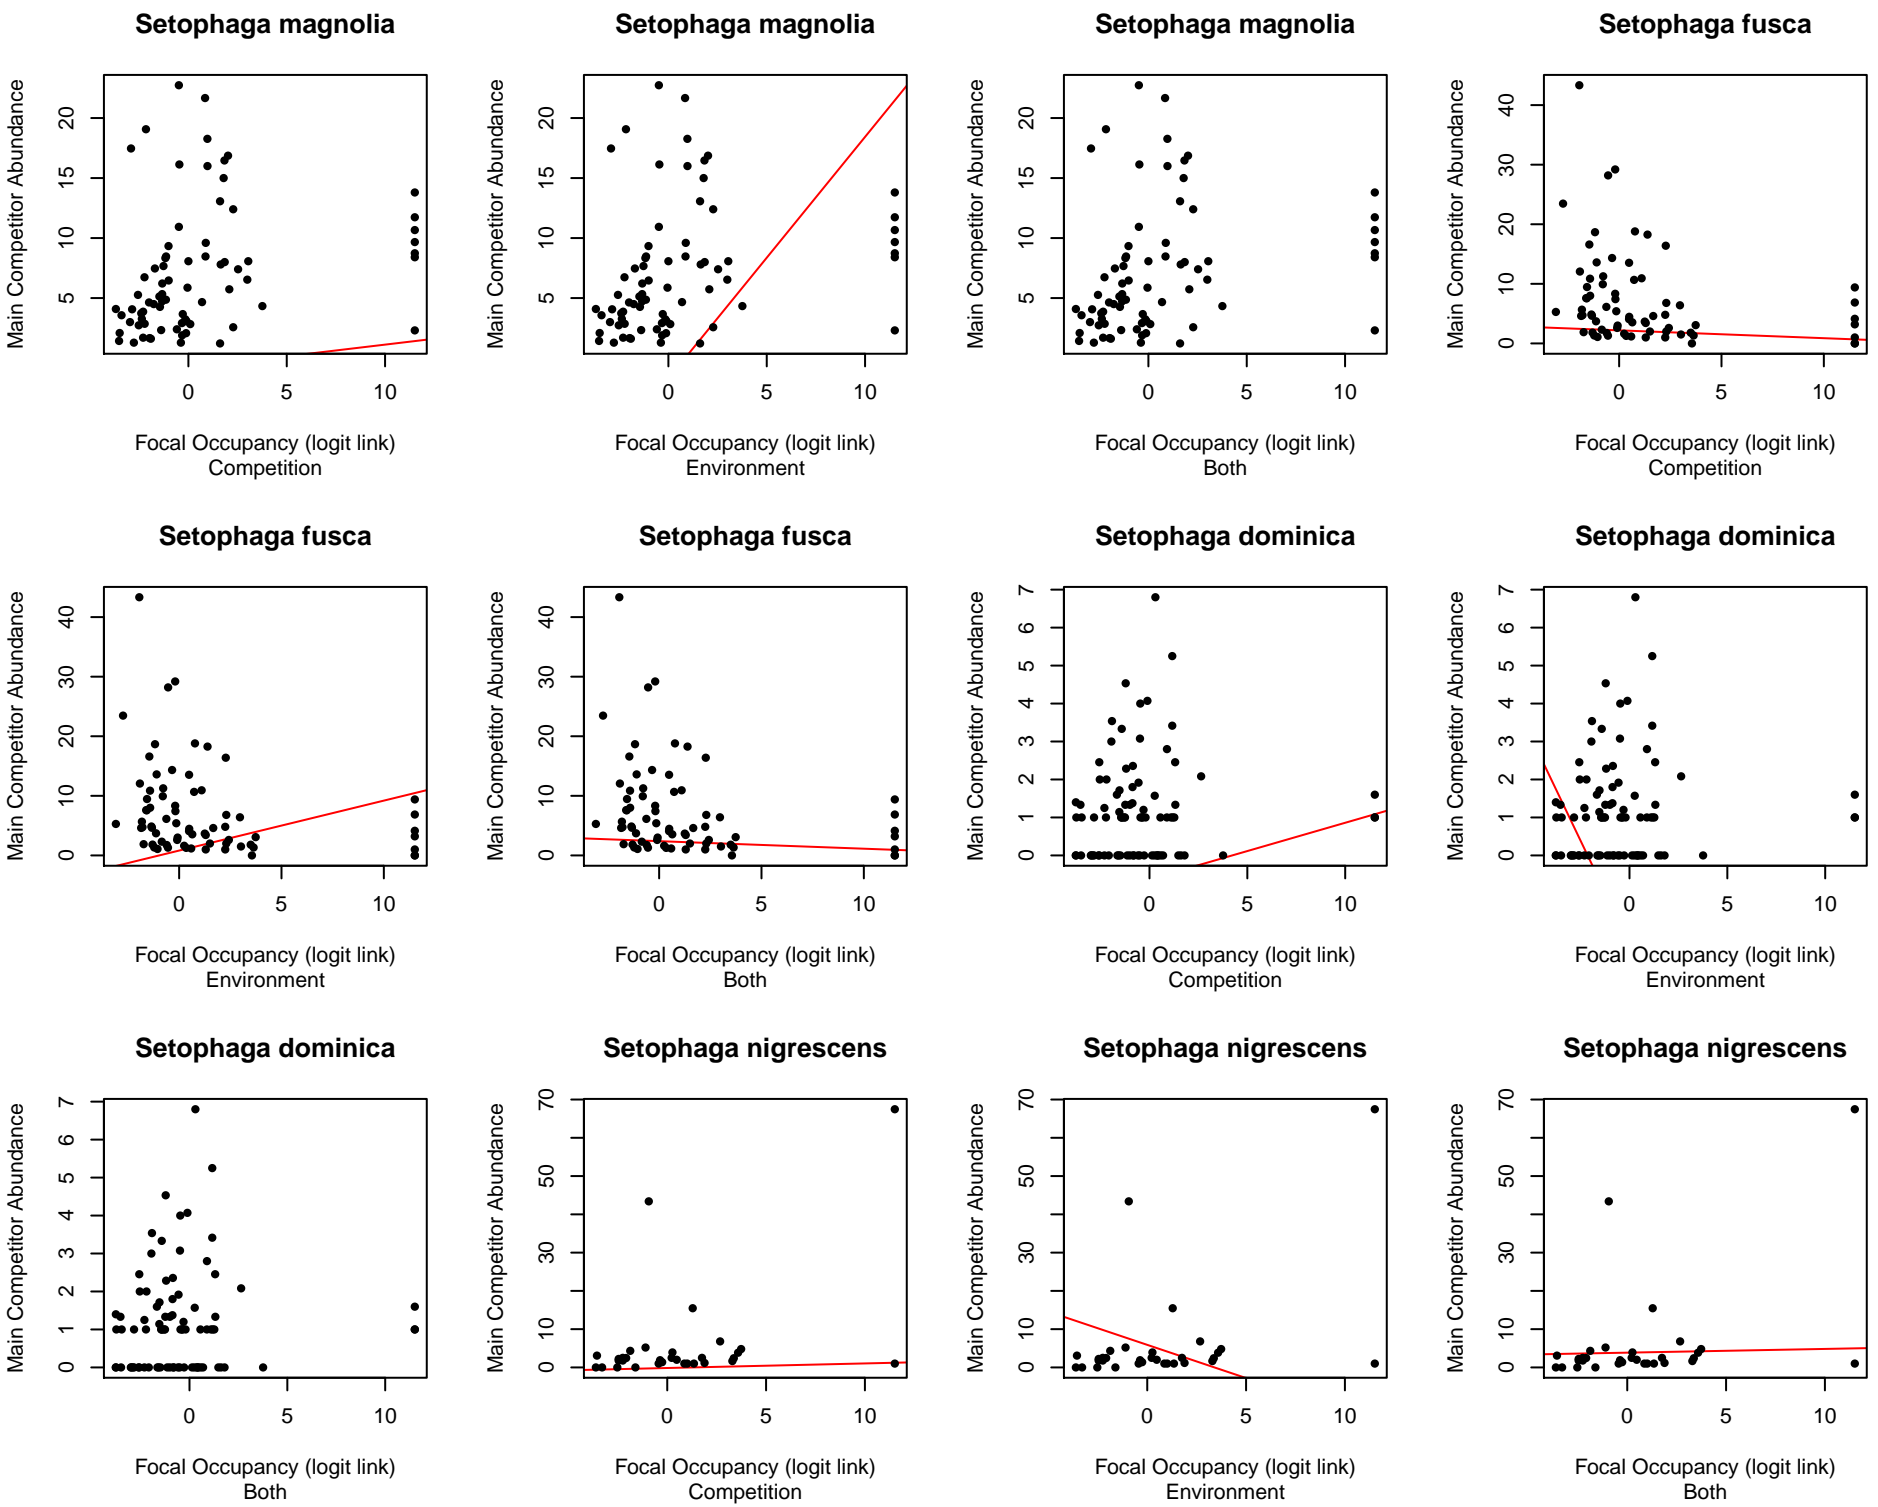 Setophaga magnolia
Main Competitor Abundance
5 10 15 20
0 5 10
Focal Occupancy (logit link)
Competition
Setophaga magnolia
Main Competitor Abundance
5 10 15 20
0 5 10
Focal Occupancy (logit link)
Environment
Setophaga magnolia
Main Competitor Abundance
5 10 15 20
0 5 10
Focal Occupancy (logit link)
Both
Setophaga fusca
Main Competitor Abundance
0 10 20 30 40
0 5 10
Focal Occupancy (logit link)
Competition
Setophaga fusca
Main Competitor Abundance
0 10 20 30 40
0 5 10
Focal Occupancy (logit link)
Environment
Setophaga fusca
Main Competitor Abundance
0 10 20 30 40
0 5 10
Focal Occupancy (logit link)
Both
Setophaga dominica
Main Competitor Abundance
0 1 2 3 4 5 6 7
0 5 10
Focal Occupancy (logit link)
Competition
Setophaga dominica
Main Competitor Abundance
0 1 2 3 4 5 6 7
0 5 10
Focal Occupancy (logit link)
Environment
Setophaga dominica
Main Competitor Abundance
0 1 2 3 4 5 6 7
0 5 10
Focal Occupancy (logit link)
Both
Setophaga nigrescens
Main Competitor Abundance
0 10 30 50 70
0 5 10
Focal Occupancy (logit link)
Competition
Setophaga nigrescens
Main Competitor Abundance
0 10 30 50 70
0 5 10
Focal Occupancy (logit link)
Environment
Setophaga nigrescens
Main Competitor Abundance
0 10 30 50 70
0 5 10
Focal Occupancy (logit link)
Both